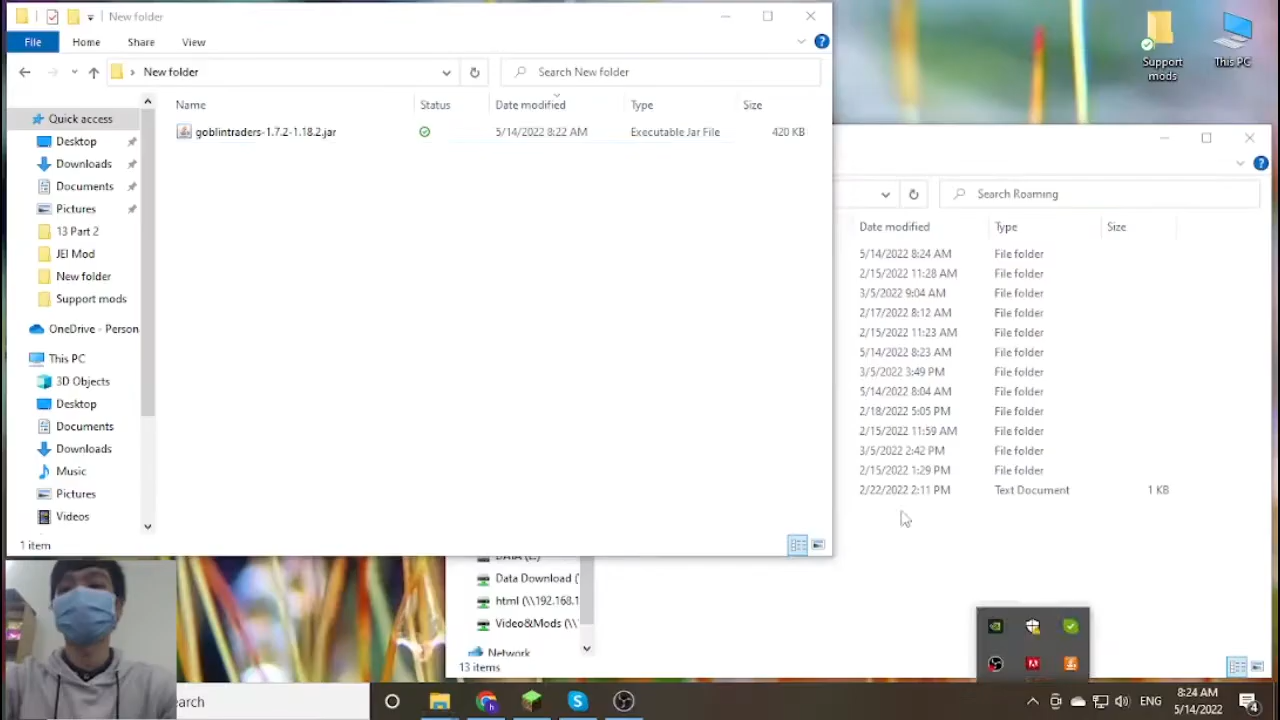 New folder
File
Home
Share
View
New folder
Search New folder
Name
Status
Date modified
Type
Size
goblintraders-1.7.2-1.18.2.jar
5/14/2022 8:22 AM
Executable Jar File
420 KB
Quick access
Desktop
Downloads
Documents
Pictures
13 Part 2
JEI Mod
New folder
Support mods
OneDrive - Person
This PC
3D Objects
Desktop
Documents
Downloads
Music
Pictures
Videos
1 item
Support
mods
This PC
Search Roaming
Date modified
Type
Size
5/14/2022 8:24 AM
File folder
2/15/2022 11:28 AM
File folder
3/5/2022 9:04 AM
File folder
2/17/2022 8:12 AM
File folder
2/15/2022 11:23 AM
File folder
5/14/2022 8:23 AM
File folder
3/5/2022 3:49 PM
File folder
5/14/2022 8:04 AM
File folder
2/18/2022 5:05 PM
File folder
2/15/2022 11:59 AM
File folder
3/5/2022 2:42 PM
File folder
2/15/2022 1:29 PM
File folder
2/22/2022 2:11 PM
Text Document
1 KB
Data Download (
html (\\192.168.1
Video&Mods (\\
Network
13 items
earch
ENG
8:24 AM
5/14/2022
4